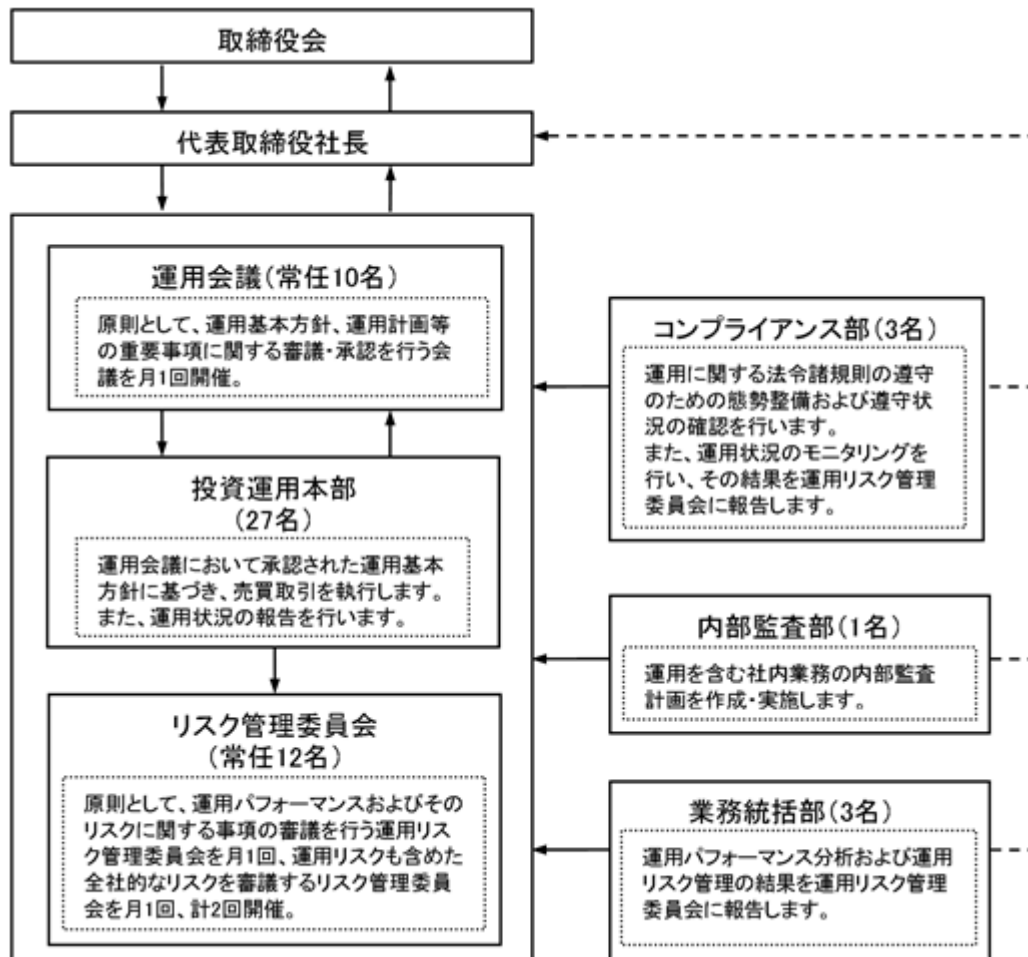 取締役会
代表取締役社長
運用会議(常任10名)
原則として、運用基本方針、運用計画等
の重要事項に関する審議・承認を行う会
議を月1回開催。
投資運用本部
(27名)
運用会議において承認された運用基本
方針に基づき、売買取引を執行します。
また、運用状況の報告を行います。
リスク管理委員会
(常任12名)
原則として、運用パフォーマンスおよびその
リスクに関する事項の審議を行う運用リス
ク管理委員会を月1回、運用リスクも含めた
全社的なリスクを審議するリスク管理委員
会を月1回、計2回開催。
コンプライアンス部(3名)
運用に関する法令諸規則の遵守
のための態勢整備および遵守状
況の確認を行います。
また、運用状況のモニタリングを
行い、その結果を運用リスク管理
委員会に報告します。
内部監査部(1名)
運用を含む社内業務の内部監査
計画を作成・実施します。
業務統括部(3名)
運用パフォーマンス分析および運用
リスク管理の結果を運用リスク管理
委員会に報告します。